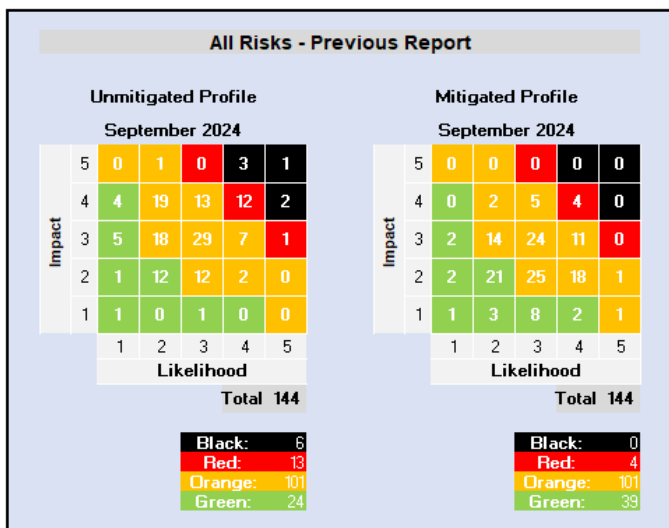 All Risks - Previous Report
Unmitigated Profile Mitigated Profile
September 2024 September 2024
5 0 1 0 3 1 5 0 0 0 0 0
4 4 19 13 12 2 4 0 2 5 4 0
Impact 3 5 18 29 7 1 Impact 3 2 14 24 11 0
2 1 12 12 2 0 2 2 21 25 18 1
1 1 0 1 0 0 1 1 3 8 2 1
1 2 3 4 5 1 2 3 4 5
Likelihood Likelihood
Total 144 Total 144
Black: 6 Black: 0
Red: 13 Red: 4
Orange: 101 Orange: 101
Green: 24 Green: 39